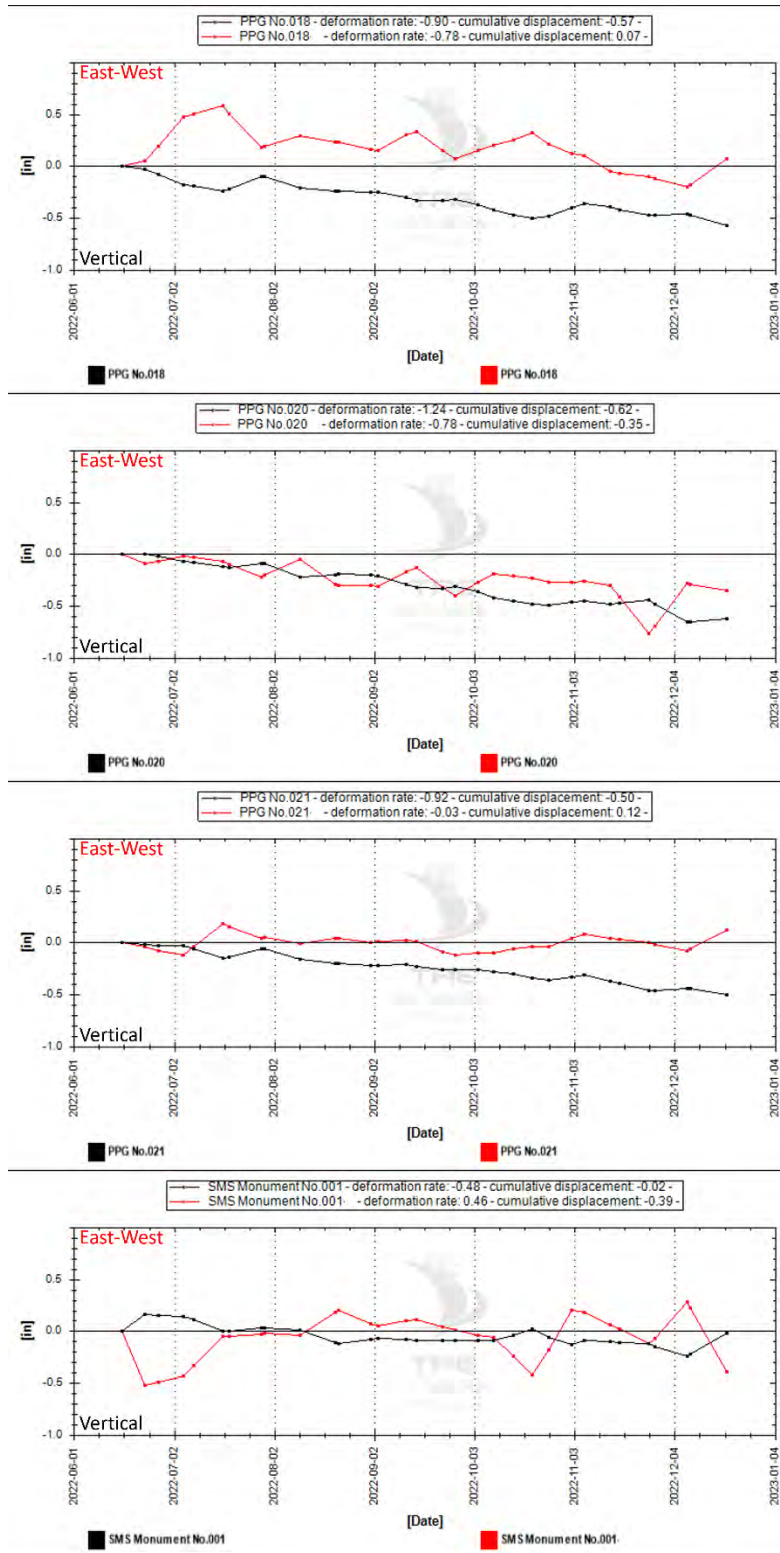 PPG No.018 - deformation rate: -0.90 - cumulative displacement: -0.57 -
PPG No.018 - deformation rate: -0.78 - cumulative displacement: 0.07 -
East-West
0.5
0.0
-0.5
-1.0
[in]
Vertical
2022-06-01 2022-07-02 2022-08-02 2022-09-02 2022-10-03 2022-11-03 2022-12-04 2023-01-04
[Date]
PPG No.018 PPG No.018
PPG No.020 - deformation rate: -1.24 - cumulative displacement: -0.62 -
PPG No.020 - deformation rate: -0.78 - cumulative displacement: -0.35 -
East-West
0.5
0.0
-0.5
-1.0
[in]
Vertical
2022-06-01 2022-07-02 2022-08-02 2022-09-02 2022-10-03 2022-11-03 2022-12-04 2023-01-04
[Date]
PPG No.020 PPG No.020
PPG No.021 - deformation rate: -0.92 - cumulative displacement: -0.50 -
PPG No.021 - deformation rate: -0.03 - cumulative displacement: 0.12 -
East-West
0.5
0.0
-0.5
-1.0
[in]
Vertical
2022-06-01 2022-07-02 2022-08-02 2022-09-02 2022-10-03 2022-11-03 2022-12-04 2023-01-04
[Date]
PPG No.021 PPG No.021
SMS Monument No.001 - deformation rate: -0.48 - cumulative displacement: -0.02 -
SMS Monument No.001 - deformation rate: 0.46 - cumulative displacement: -0.39 -
East-West
0.5
0.0
-0.5
-1.0
[in]
Vertical
2022-06-01 2022-07-02 2022-08-02 2022-09-02 2022-10-03 2022-11-03 2022-12-04 2023-01-04
[Date]
SMS Monument No.001 SMS Monument No.001